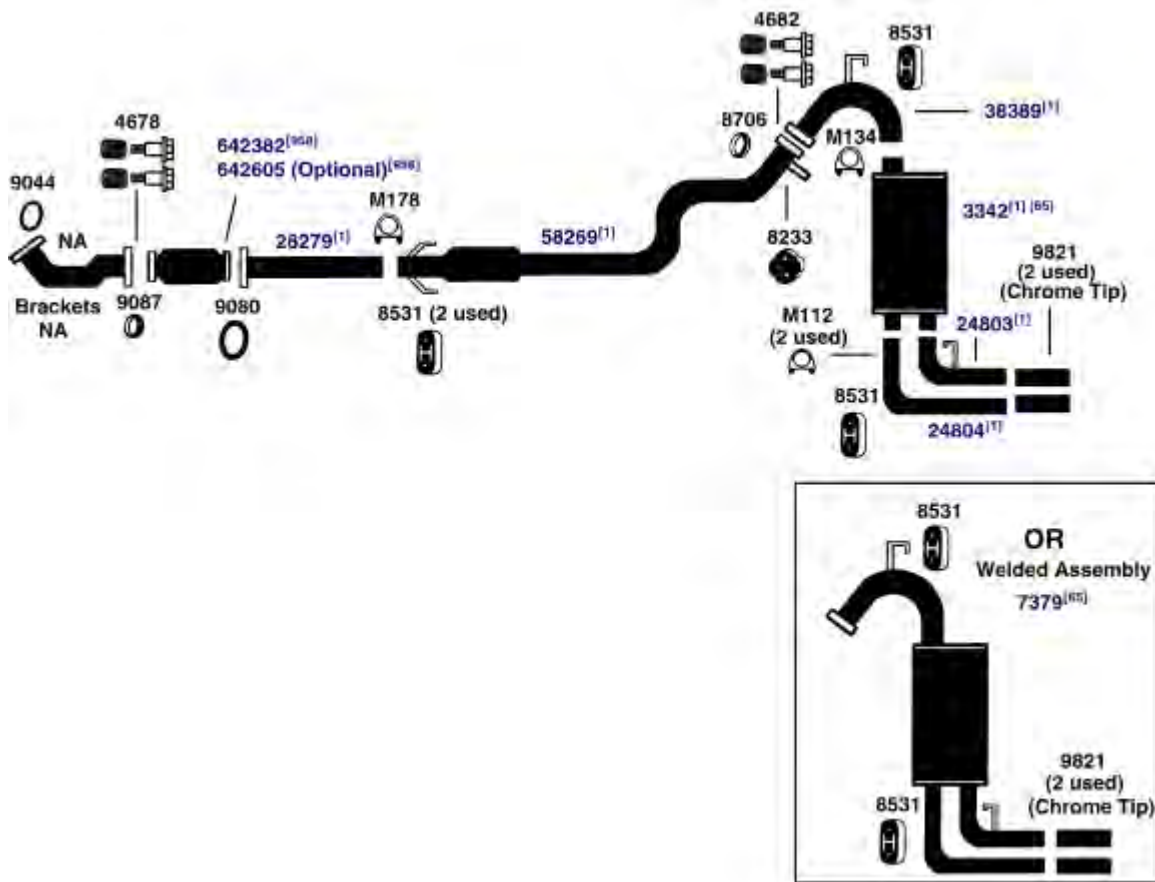 4682
8531
38389[1]
4678
642382[958]
8706
M134
642605 (Optional)[698]
9044
M178
3342[1] [65]
NA
28279[1]
58269[1]
8233
9821
(2 used)
(Chrome Tip)
Brackets
NA
9087
9080
8531 (2 used)
M112
(2 used)
24803[1]
8531
24804[1]
8531
OR
Welded Assembly
7379[65]
9821
(2 used)
(Chrome Tip)
8531